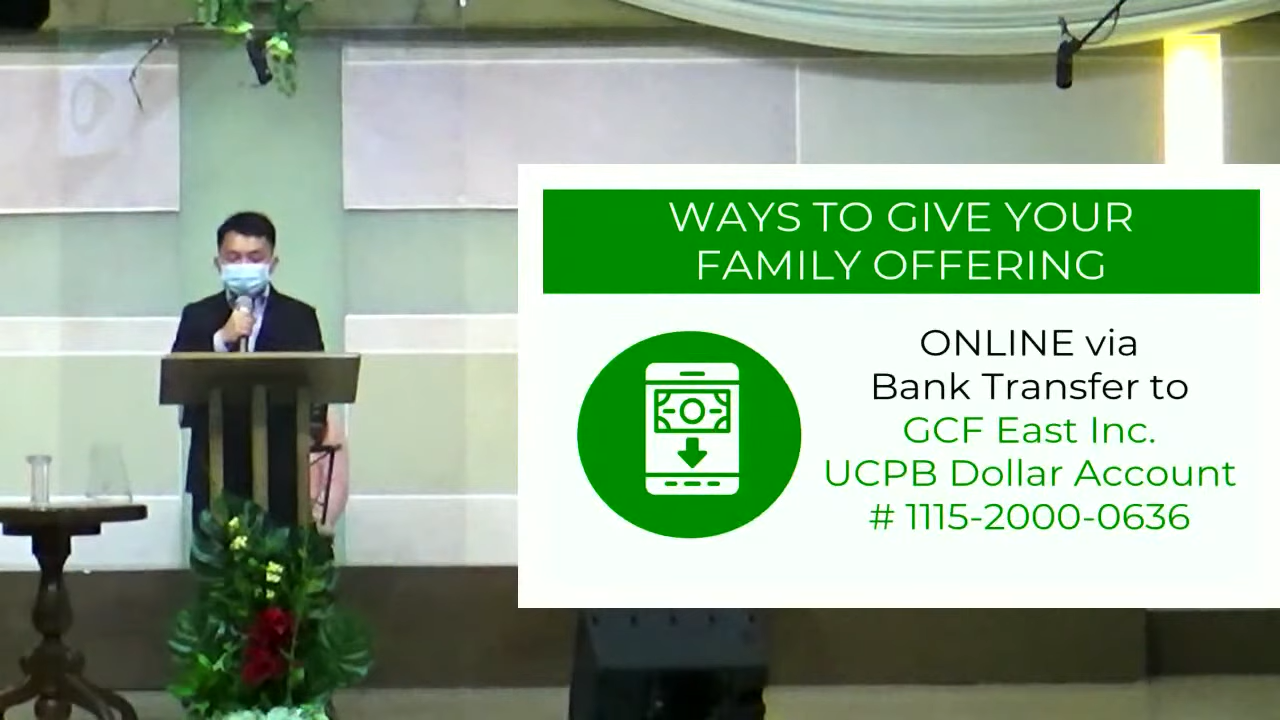 WAYS TO GIVE YOUR
FAMILY OFFERING
ONLINE via
Bank Transfer to
GCF East Inc.
UCPB Dollar Account
# 1115-2000-0636